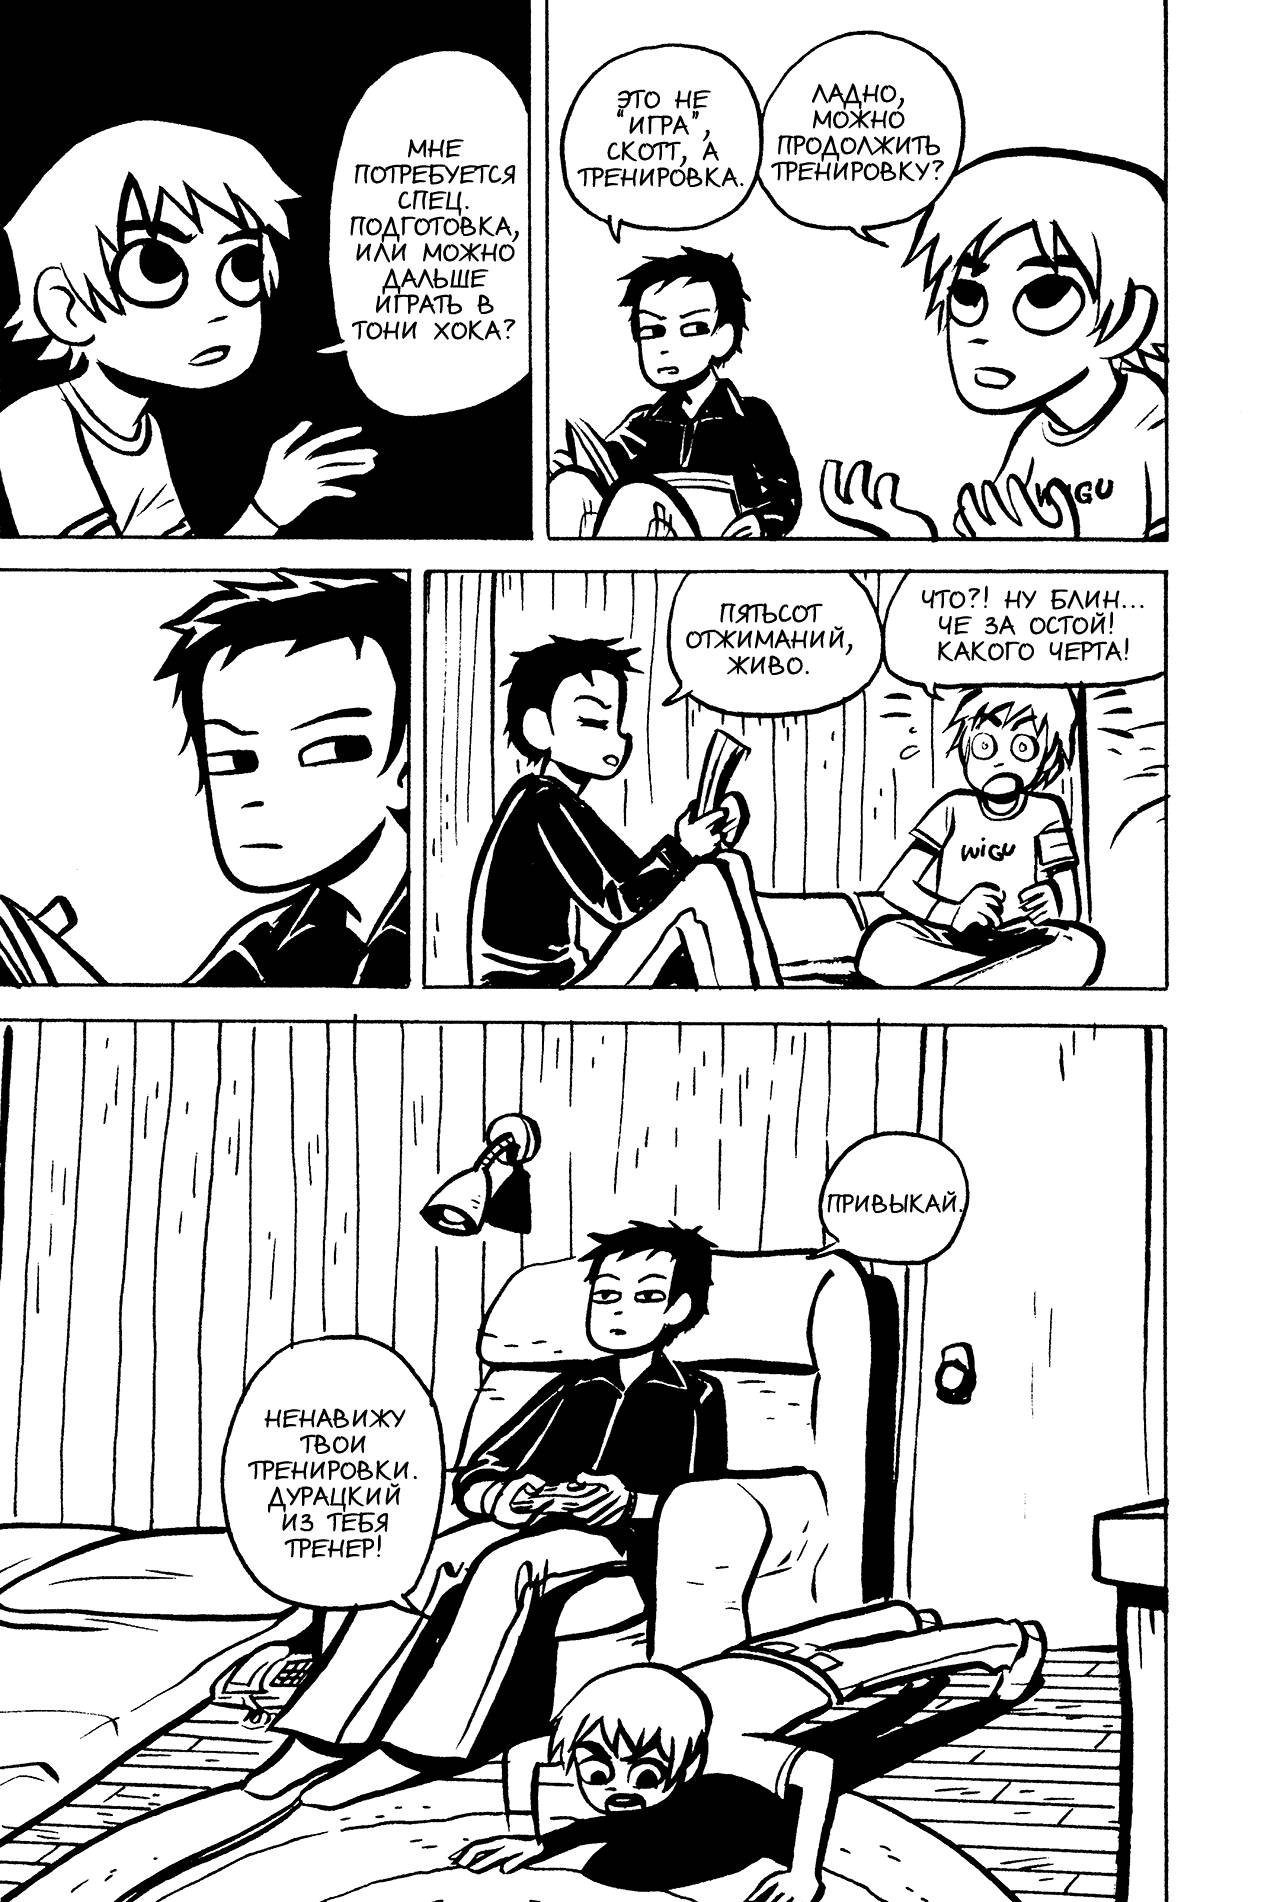 МНЕ
ПОТРЕБУЕТСЯ
СПЕЦ.
ПОДГОТОВКА,
ИЛИ МОЖНО
ДАЛЬШЕ
ИГРАТЬ В
ТОНИ ХОКА?
ЭТО НЕ
"ИГРА",
СКОТТ, А
ТРЕНИРОВКА.
ЛАДНО,
МОЖНО
ПРОДОЛЖИТЬ
ТРЕНИРОВКУ?
WiGU
ПЯТЬСОТ
ОТЖИМАНИЙ,
ЖИВО.
ЧТО?! НУ БЛИН...
ЧЕ ЗА ОСТОЙ!
КАКОГО ЧЕРТА!
WiGU
ПРИВЫКАЙ.
НЕНАВИЖУ
ТВОИ
ТРЕНИРОВКИ.
ДУРАЦКИЙ
ИЗ ТЕБЯ
ТРЕНЕР!